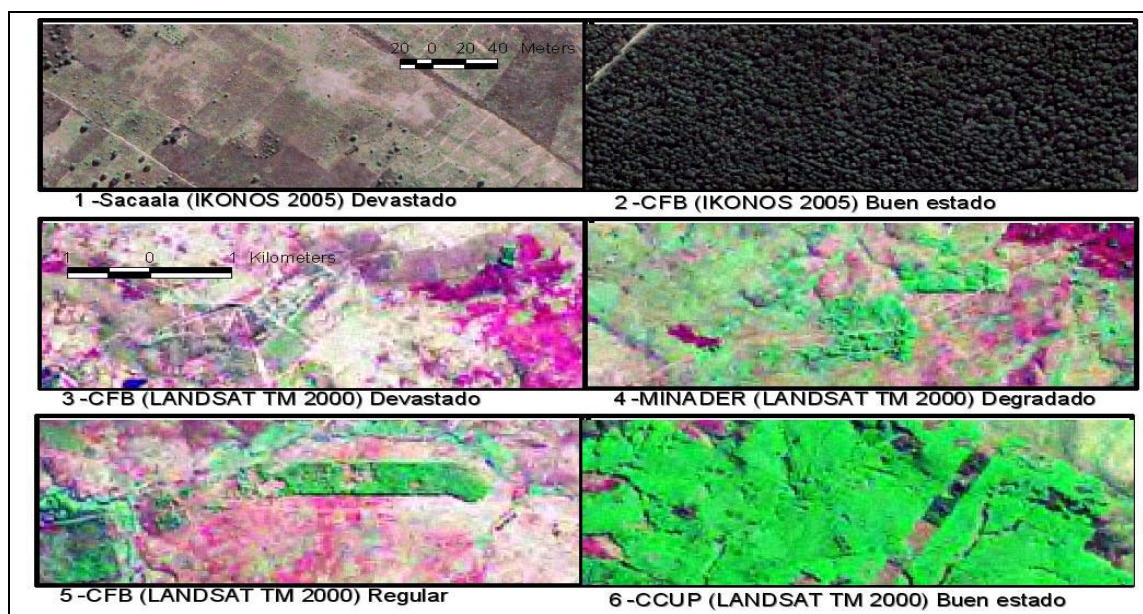 20 0 20 40 Meters
1 -Sacaala (IKONOS 2005) Devastado
2 -CFB (IKONOS 2005) Buen estado
1 0 1 Kilometers
3 -CFB (LANDSAT TM 2000) Devastado
4 -MINADER (LANDSAT TM 2000) Degradado
5 -CFB (LANDSAT TM 2000) Regular
6 -CCUP (LANDSAT TM 2000) Buen estado